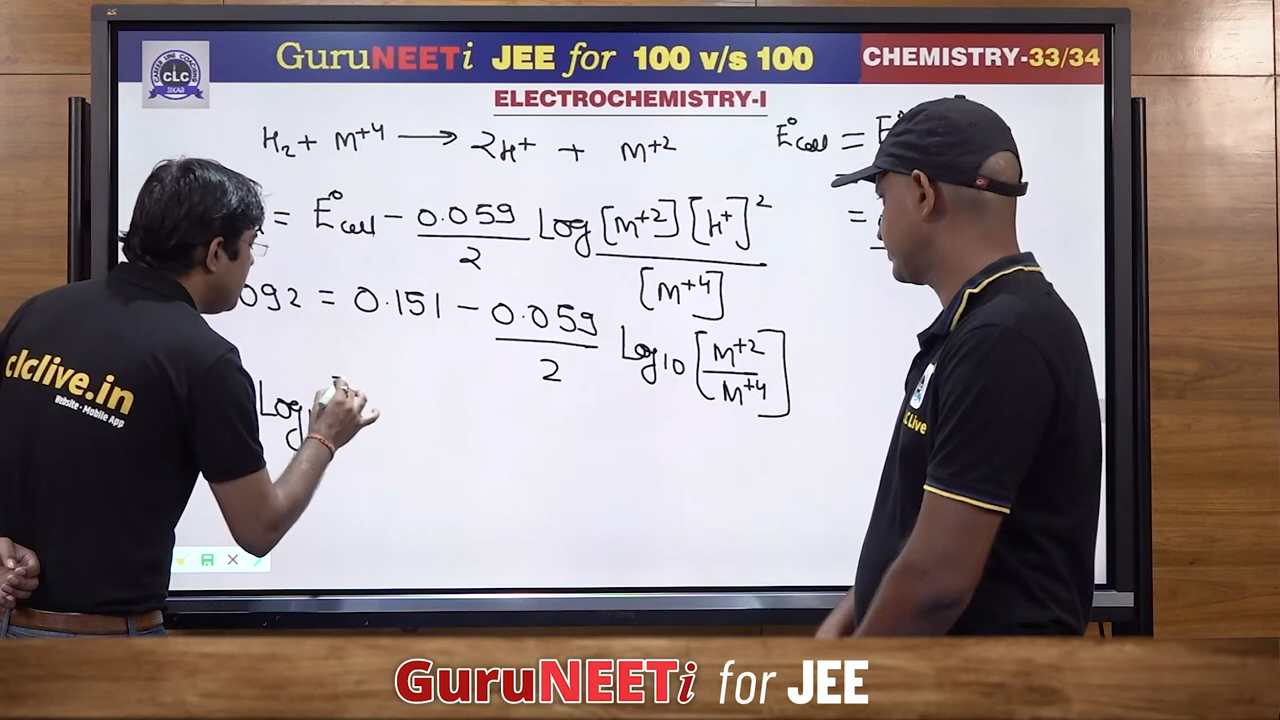 GuruNEETi JEE for 100 v/s 100
CHEMISTRY-33/34
CLC
SIKAR
ELECTROCHEMISTRY-I
H₂ + M⁺⁴ → 2H⁺ + M⁺²
E°cell = E°
= E°cell - 0.059/2 Log [M⁺²][H⁺]²/[M⁺⁴]
=
092 = 0.151 - 0.059/2 Log₁₀ [M⁺²/M⁺⁴]
Log
clclive.in
Website • Mobile App
C Live
GuruNEETi for JEE